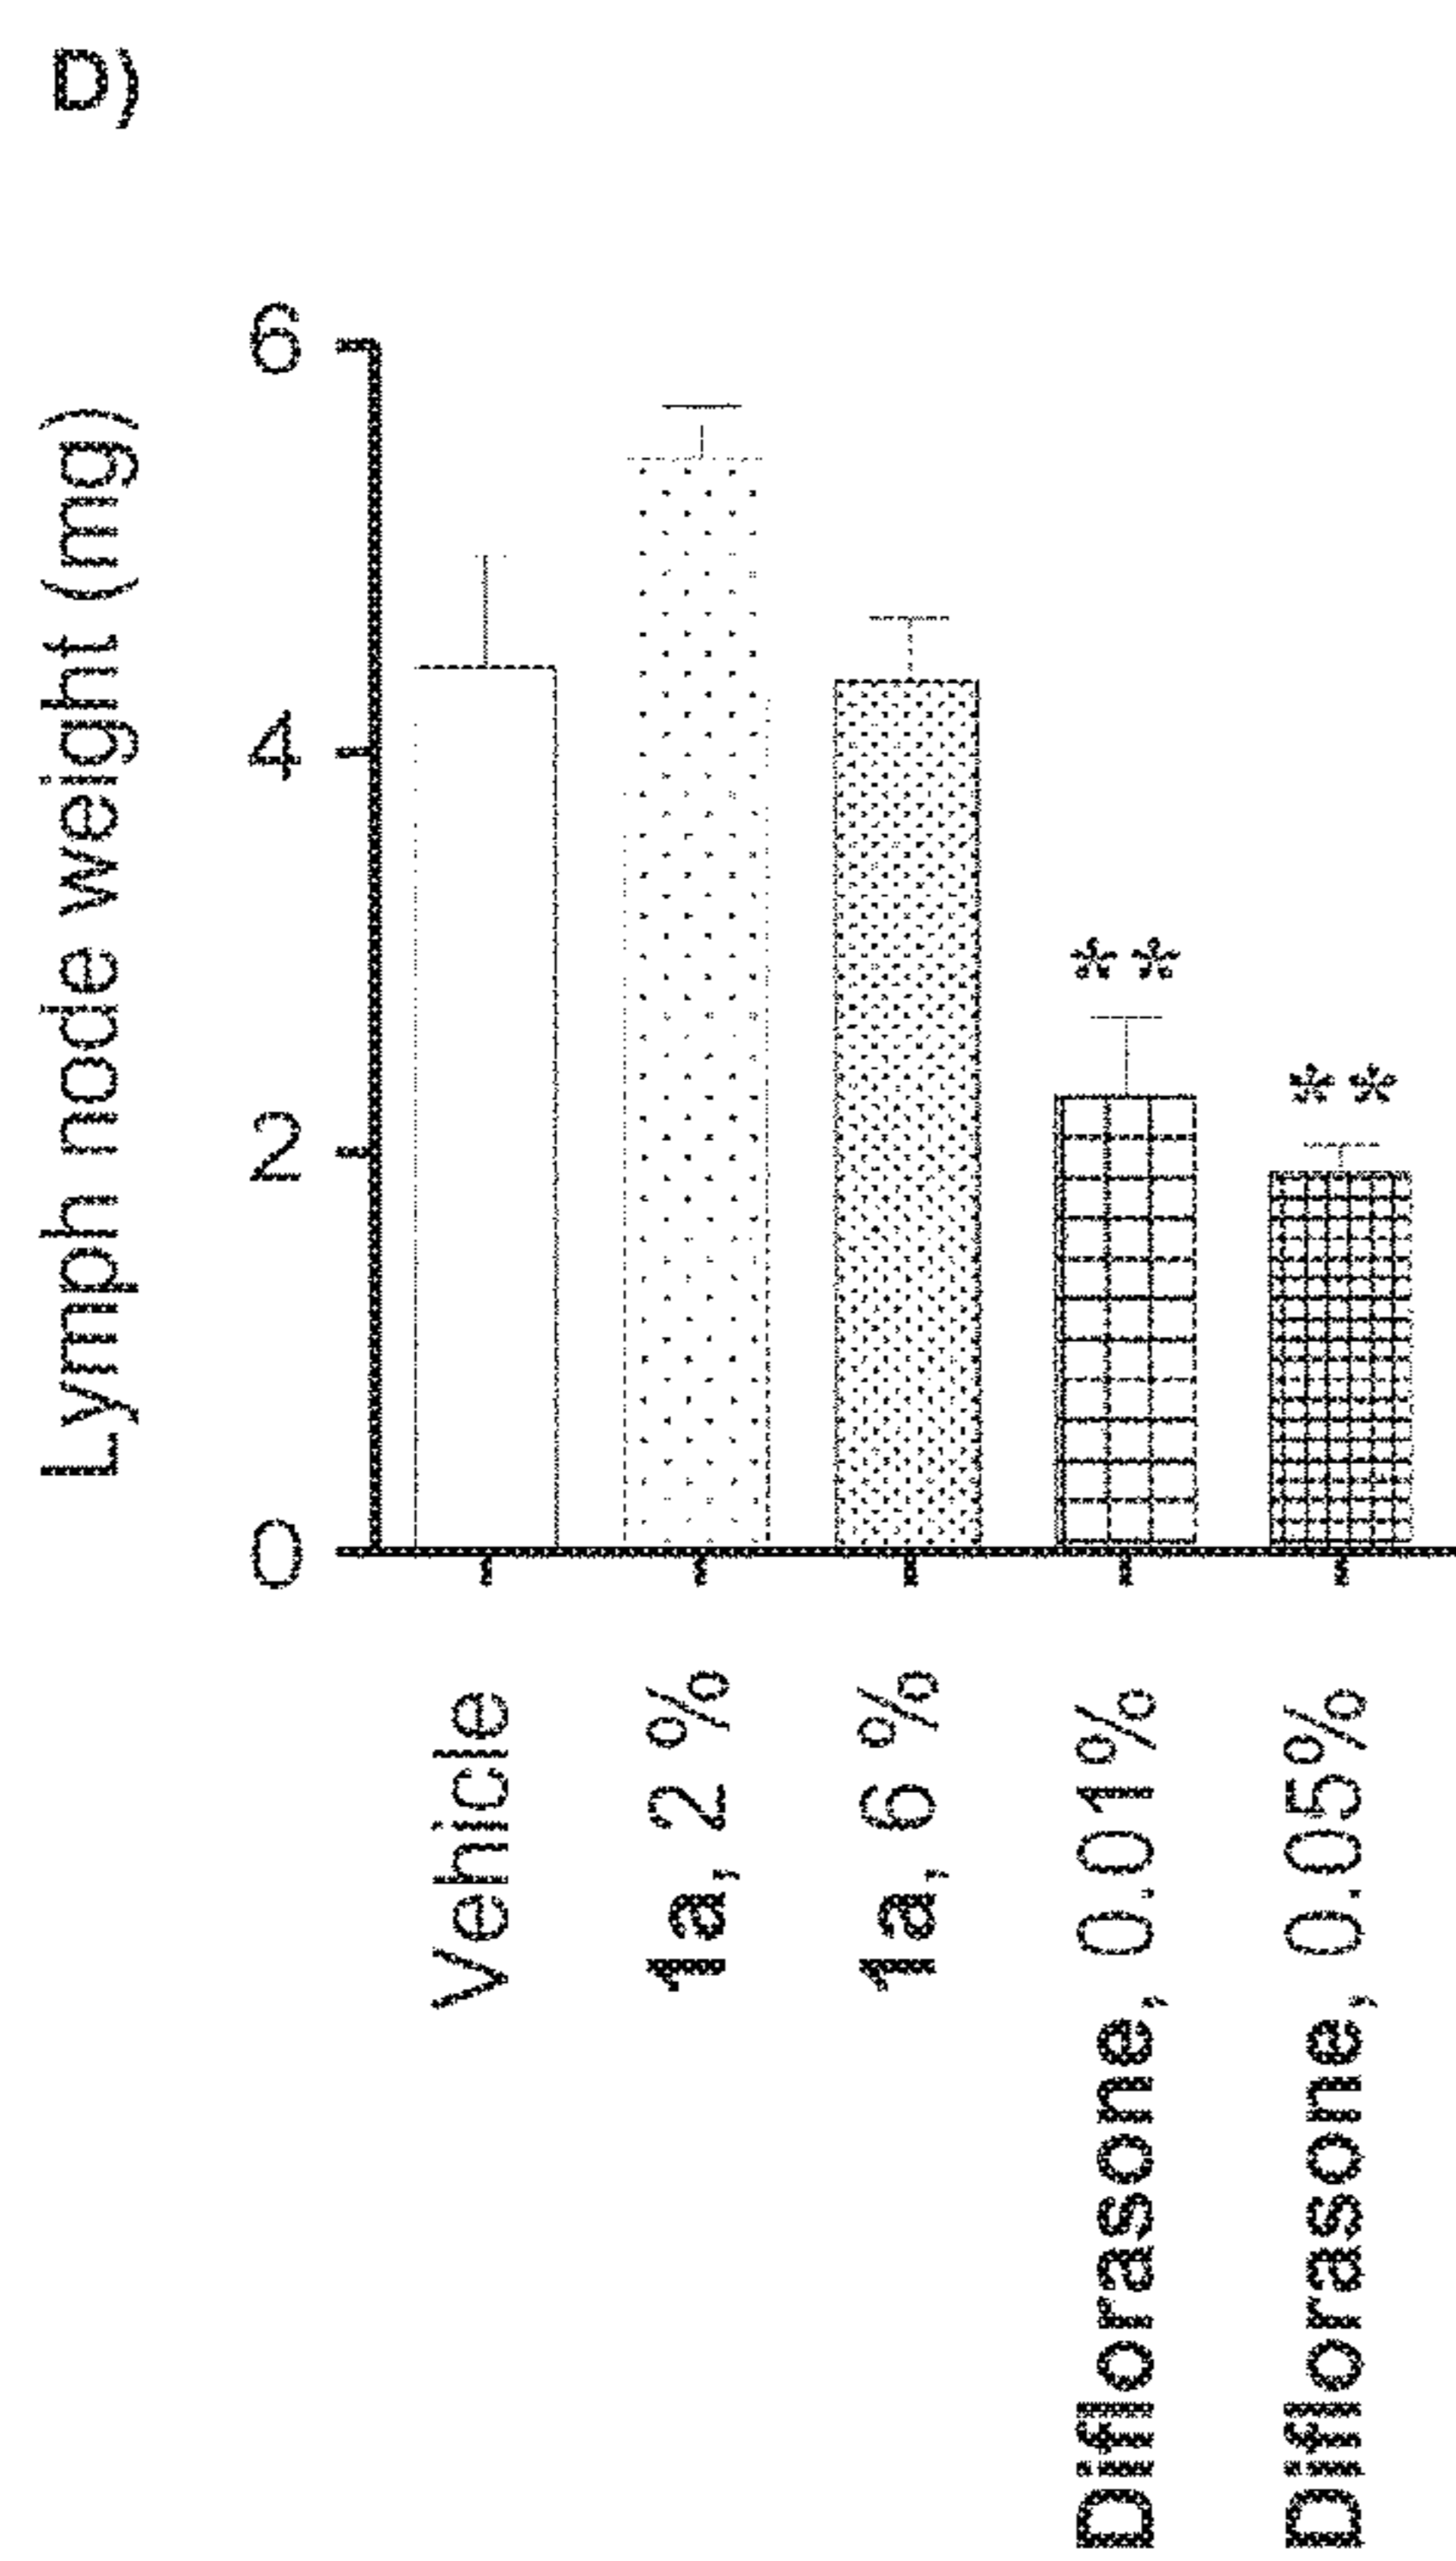 D)
Lymph node weight (mg)
6
4
2
0
**
**
Vehicle
1a, 2 %
1a, 6 %
Diflorasone, 0.01%
Diflorasone, 0.05%